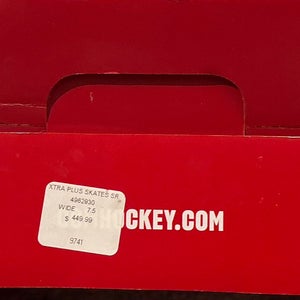 XTRA PLUS SKATES SR
4962930
WIDE 7.5
$ 449.99
9741
HOCKEY.COM